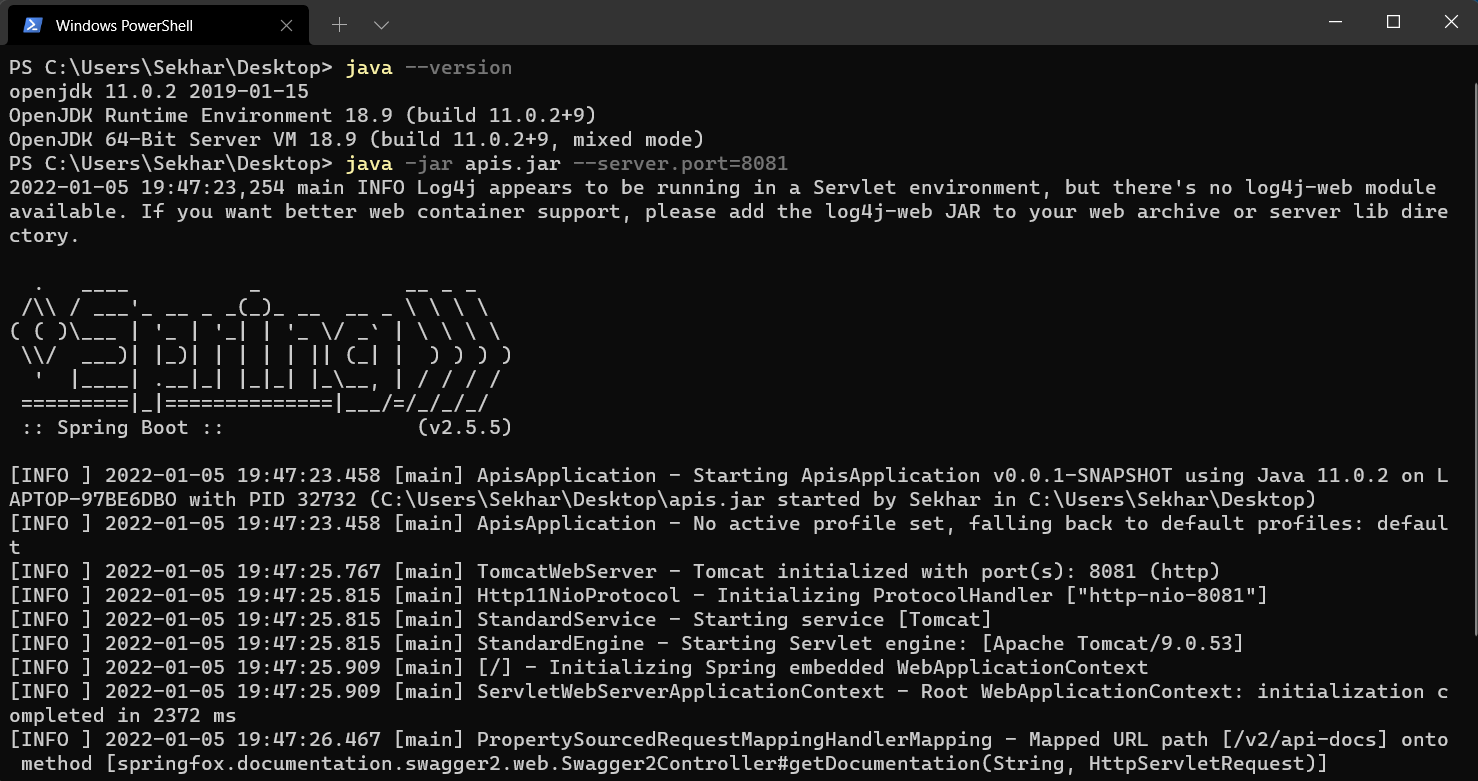 Windows PowerShell
PS C:\Users\Sekhar\Desktop> java --version
openjdk 11.0.2 2019-01-15
OpenJDK Runtime Environment 18.9 (build 11.0.2+9)
OpenJDK 64-Bit Server VM 18.9 (build 11.0.2+9, mixed mode)
PS C:\Users\Sekhar\Desktop> java -jar apis.jar --server.port=8081
2022-01-05 19:47:23,254 main INFO Log4j appears to be running in a Servlet environment, but there's no log4j-web module
available. If you want better web container support, please add the log4j-web JAR to your web archive or server lib dire
ctory.
  .   ____          _            __ _ _
 /\\ / ___'_ __ _ _(_)_ __  __ _ \ \ \ \
( ( )\___ | '_ | '_| | '_ \/ _` | \ \ \ \
 \\/  ___)| |_)| | | | | || (_| |  ) ) ) )
  '  |____| .__|_| |_|_| |_\__, | / / / /
 =========|_|==============|___/=/_/_/_/
 :: Spring Boot ::                (v2.5.5)
[INFO ] 2022-01-05 19:47:23.458 [main] ApisApplication - Starting ApisApplication v0.0.1-SNAPSHOT using Java 11.0.2 on L
APTOP-97BE6DBO with PID 32732 (C:\Users\Sekhar\Desktop\apis.jar started by Sekhar in C:\Users\Sekhar\Desktop)
[INFO ] 2022-01-05 19:47:23.458 [main] ApisApplication - No active profile set, falling back to default profiles: defaul
t
[INFO ] 2022-01-05 19:47:25.767 [main] TomcatWebServer - Tomcat initialized with port(s): 8081 (http)
[INFO ] 2022-01-05 19:47:25.815 [main] Http11NioProtocol - Initializing ProtocolHandler ["http-nio-8081"]
[INFO ] 2022-01-05 19:47:25.815 [main] StandardService - Starting service [Tomcat]
[INFO ] 2022-01-05 19:47:25.815 [main] StandardEngine - Starting Servlet engine: [Apache Tomcat/9.0.53]
[INFO ] 2022-01-05 19:47:25.909 [main] [/] - Initializing Spring embedded WebApplicationContext
[INFO ] 2022-01-05 19:47:25.909 [main] ServletWebServerApplicationContext - Root WebApplicationContext: initialization c
ompleted in 2372 ms
[INFO ] 2022-01-05 19:47:26.467 [main] PropertySourcedRequestMappingHandlerMapping - Mapped URL path [/v2/api-docs] onto
 method [springfox.documentation.swagger2.web.Swagger2Controller#getDocumentation(String, HttpServletRequest)]